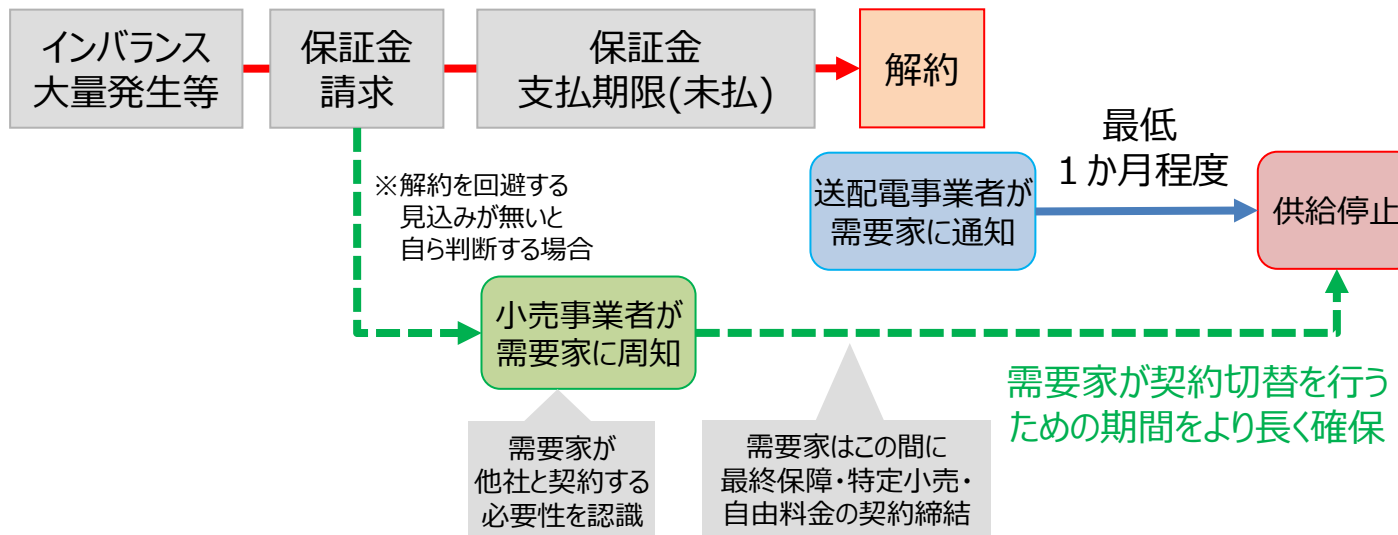 インバランス
大量発生等
保証金
請求
保証金
支払期限(未払)
解約
※解約を回避する
見込みが無いと
自ら判断する場合
送配電事業者が
需要家に通知
最低
１か月程度
供給停止
小売事業者が
需要家に周知
需要家が契約切替を行う
ための期間をより長く確保
需要家が
他社と契約する
必要性を認識
需要家はこの間に
最終保障・特定小売・
自由料金の契約締結